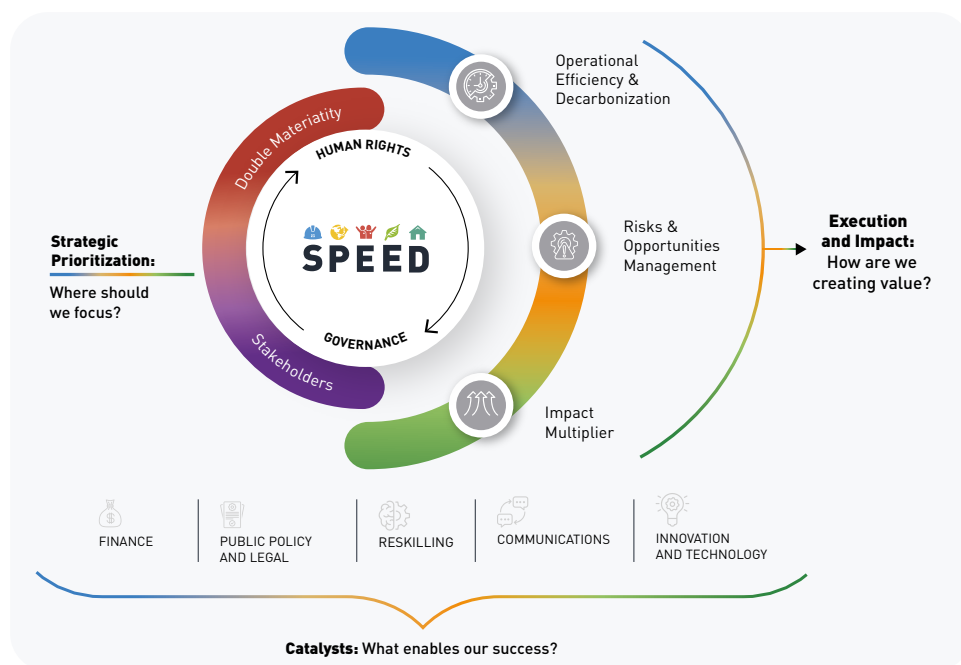 Strategic
Prioritization:
Where should
we focus?
Double Materiality
Stakeholders
HUMAN RIGHTS
SPEED
GOVERNANCE
Operational
Efficiency &
Decarbonization
Risks &
Opportunities
Management
Impact
Multiplier
Execution
and Impact:
How are we
creating value?
$
FINANCE
PUBLIC POLICY
AND LEGAL
RESKILLING
COMMUNICATIONS
INNOVATION
AND TECHNOLOGY
Catalysts: What enables our success?